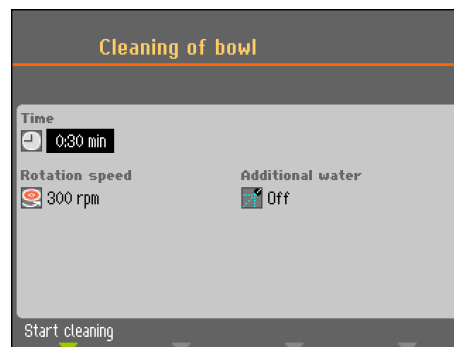 Cleaning of bowl
Time
0:30 min
Rotation speed
Additional water
300 rpm
Off
Start cleaning